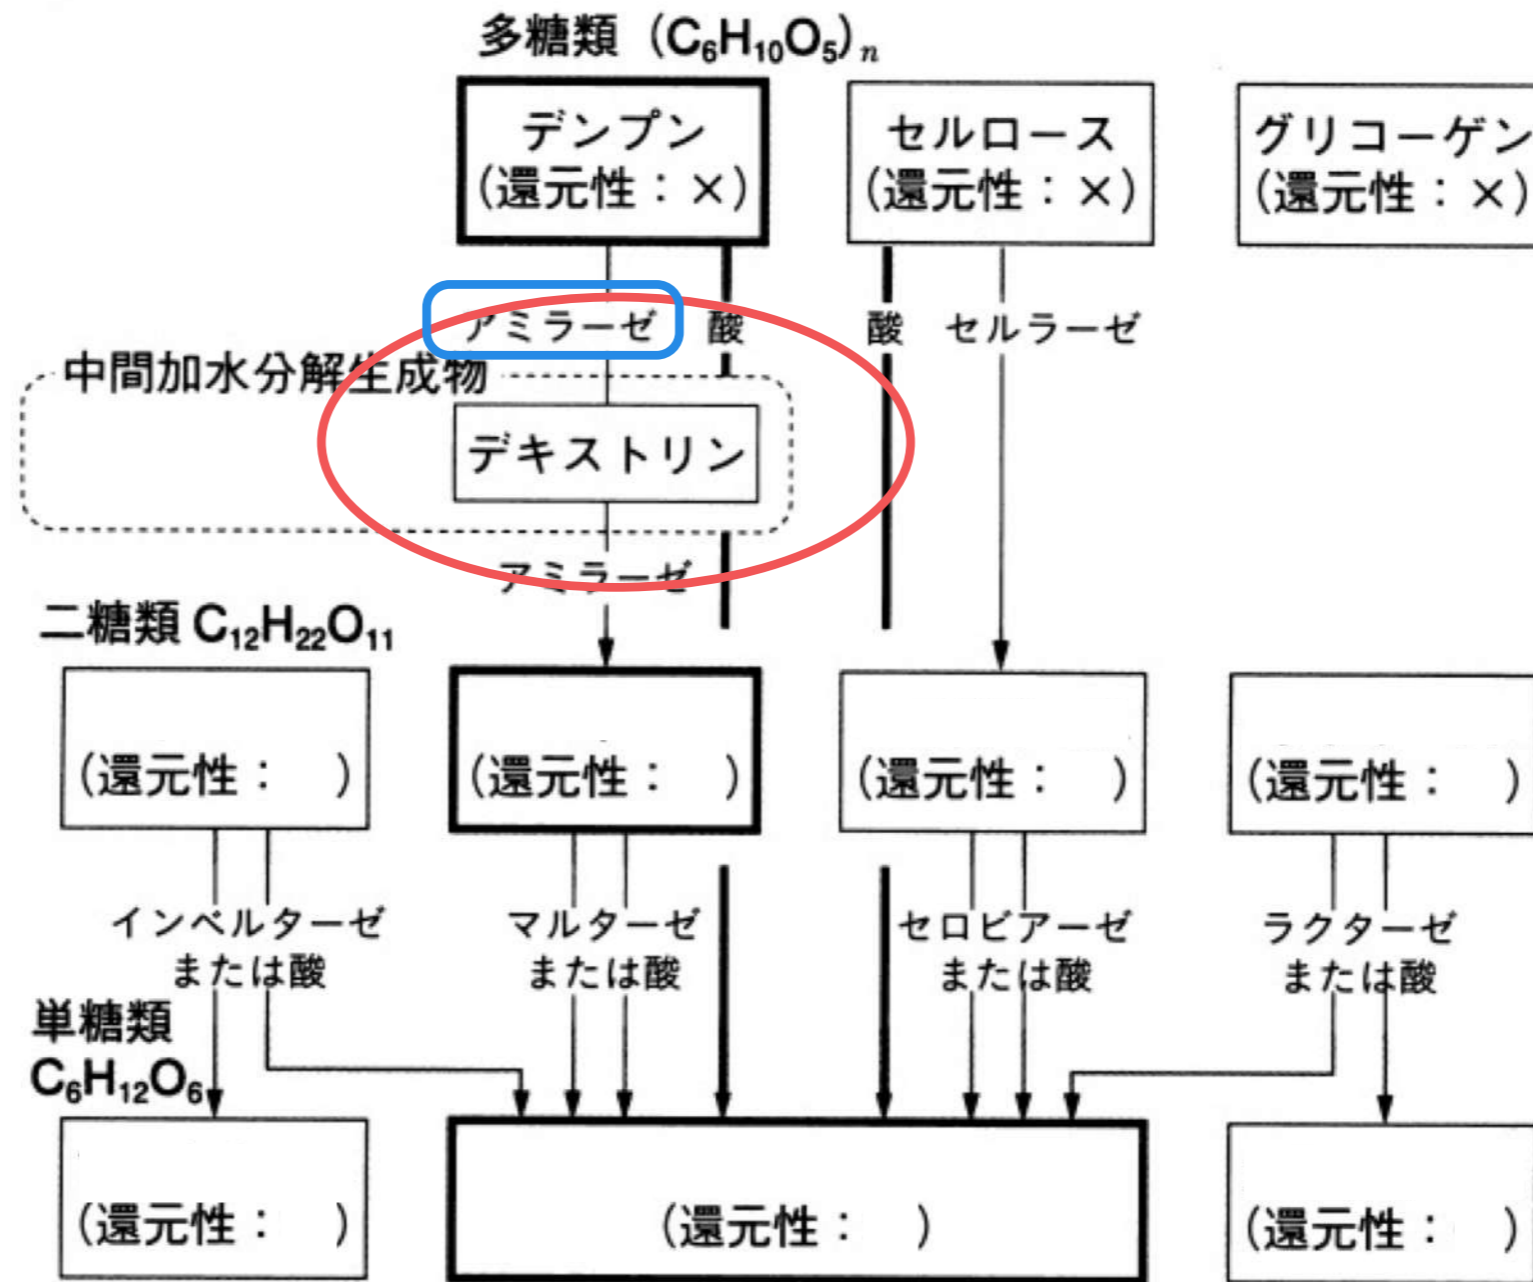 多糖類 (C₆H₁₀O₅)ₙ
デンプン
(還元性：×)
セルロース
(還元性：×)
グリコーゲン
(還元性：×)
アミラーゼ
酸
酸
セルラーゼ
中間加水分解生成物
デキストリン
アミラーゼ
二糖類 C₁₂H₂₂O₁₁
(還元性：　)
(還元性：　)
(還元性：　)
(還元性：　)
インベルターゼ
または酸
マルターゼ
または酸
セロビアーゼ
または酸
ラクターゼ
または酸
単糖類
C₆H₁₂O₆
(還元性：　)
(還元性：　)
(還元性：　)